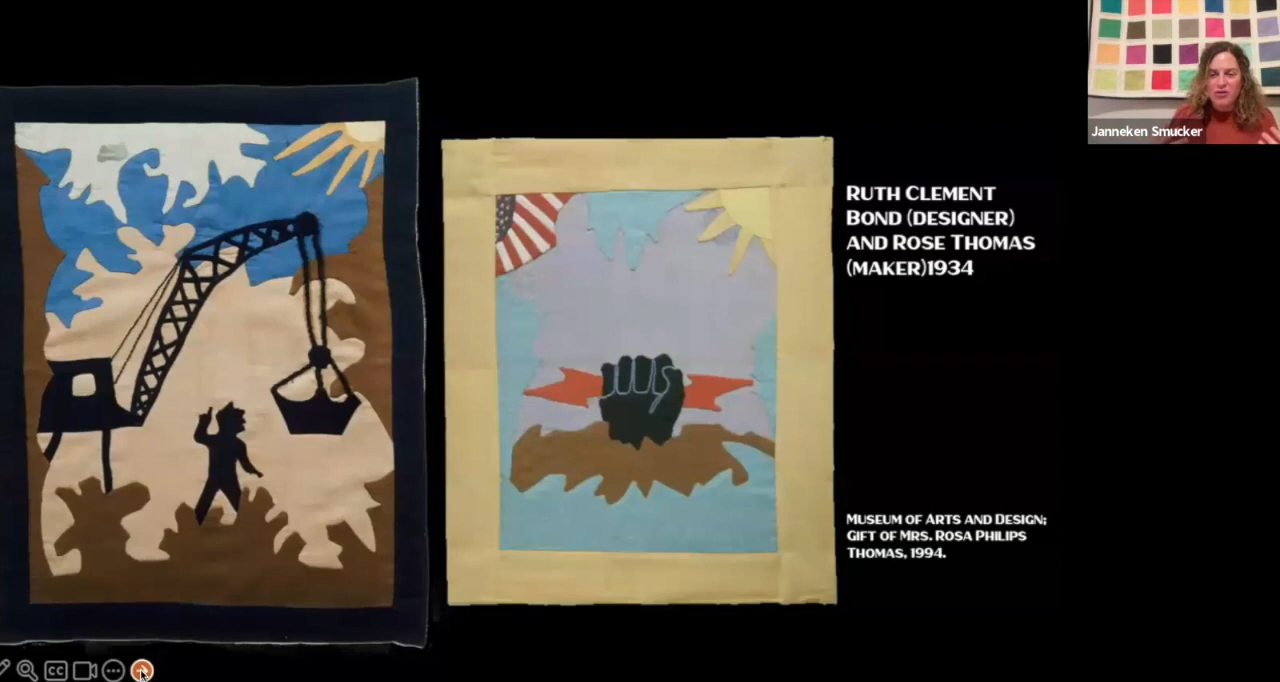 Janneken Smucker
Ruth Clement
Bond (designer)
and Rose Thomas
(maker)1934
Museum of Arts and Design;
Gift of Mrs. Rosa Philips
Thomas, 1994.
CC